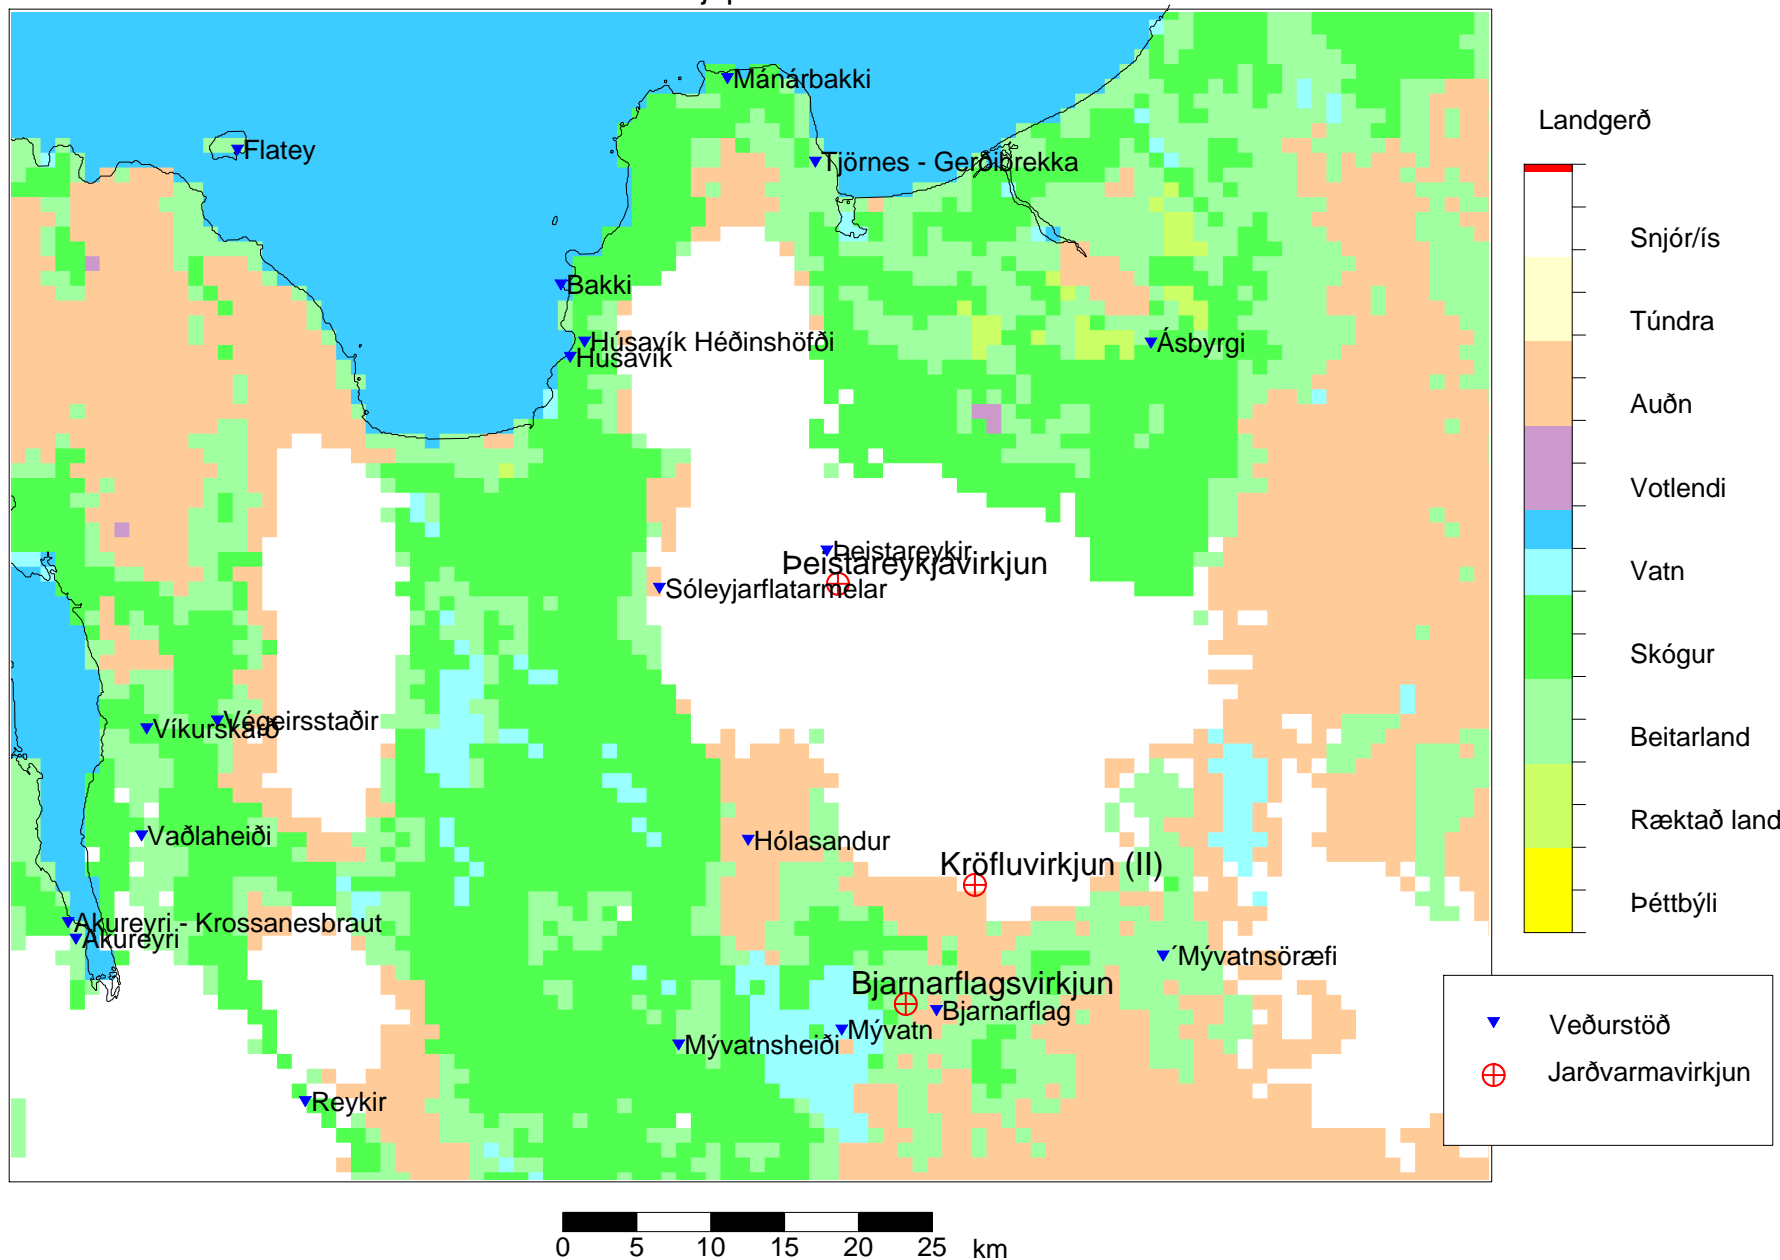 Mánárbakki
Flatey
Tjörnes - Gerðibrekka
Bakki
Húsavík Héðinshöfði
Húsavík
Ásbyrgi
Þeistareykir
Þeistareykjavirkjun
Sóleyjarflatarmelar
Végeirsstaðir
Víkurskarð
Vaðlaheiði
Hólasandur
Kröfluvirkjun (II)
Akureyri - Krossanesbraut
Akureyri
´Mývatnsöræfi
Bjarnarflagsvirkjun
Bjarnarflag
Mývatn
Mývatnsheiði
Reykir
Landgerð
Snjór/ís
Túndra
Auðn
Votlendi
Vatn
Skógur
Beitarland
Ræktað land
Þéttbýli
Veðurstöð
Jarðvarmavirkjun
0 5 10 15 20 25 km